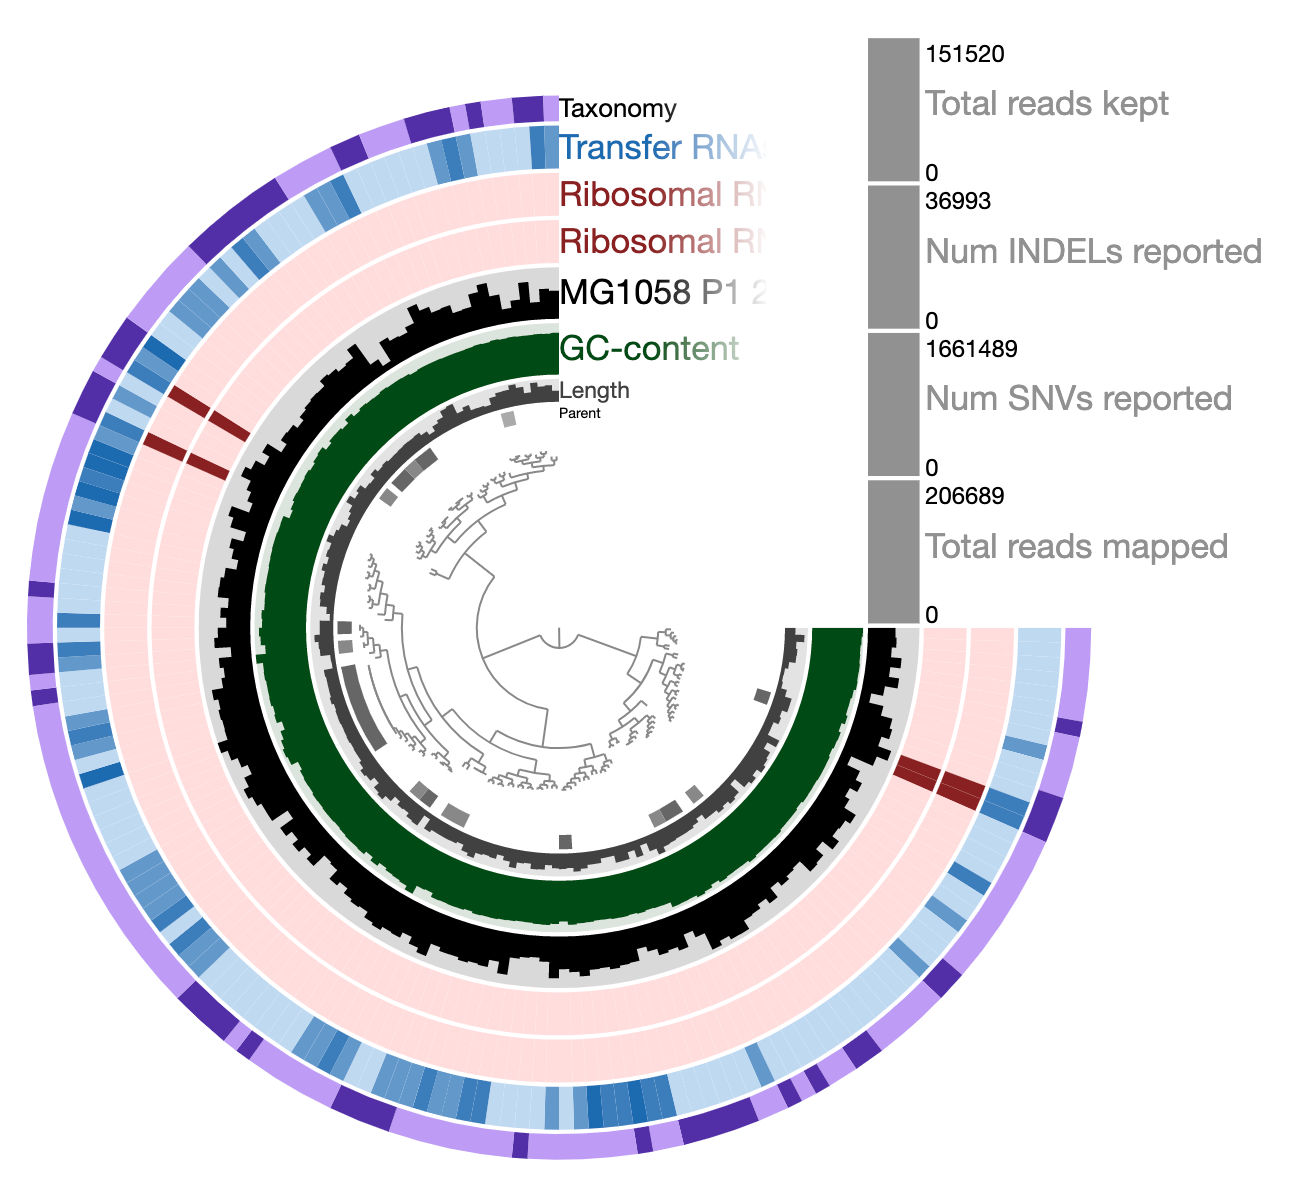 Taxonomy
Transfer RNAs
Ribosomal RN
Ribosomal RN
MG1058 P1 2
GC-content
Length
Parent
151520
Total reads kept
0
36993
Num INDELs reported
0
1661489
Num SNVs reported
0
206689
Total reads mapped
0